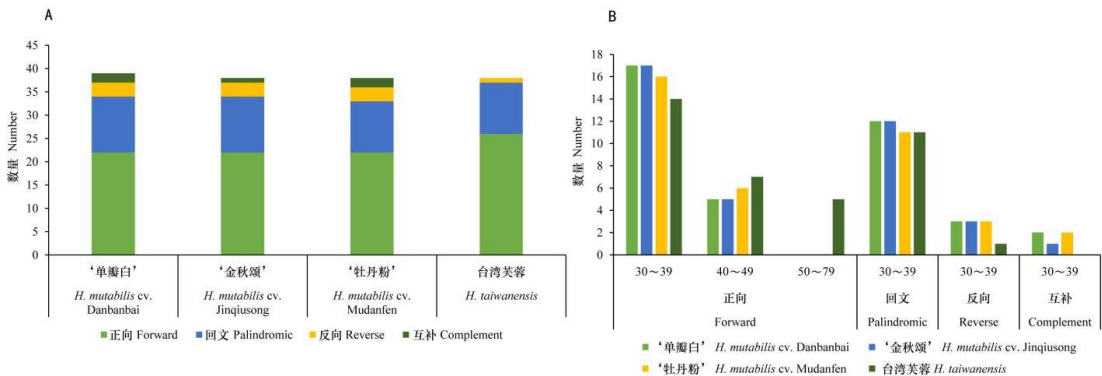 A
数量 Number
45
40
35
30
25
20
15
10
5
0
‘单瓣白’
H. mutabilis cv.
Danbanbai
‘金秋颂’
H. mutabilis cv.
Jinqiusong
‘牡丹粉’
H. mutabilis cv.
Mudanfen
台湾芙蓉
H. taiwanensis
正向 Forward 回文 Palindromic 反向 Reverse 互补 Complement
B
数量 Number
18
16
14
12
10
8
6
4
2
0
30～39 40～49 50～79 30～39 30～39 30～39
正向 回文 反向 互补
Forward Palindromic Reverse Complement
‘单瓣白’ H. mutabilis cv. Danbanbai ‘金秋颂’ H. mutabilis cv. Jinqiusong
‘牡丹粉’ H. mutabilis cv. Mudanfen 台湾芙蓉 H. taiwanensis